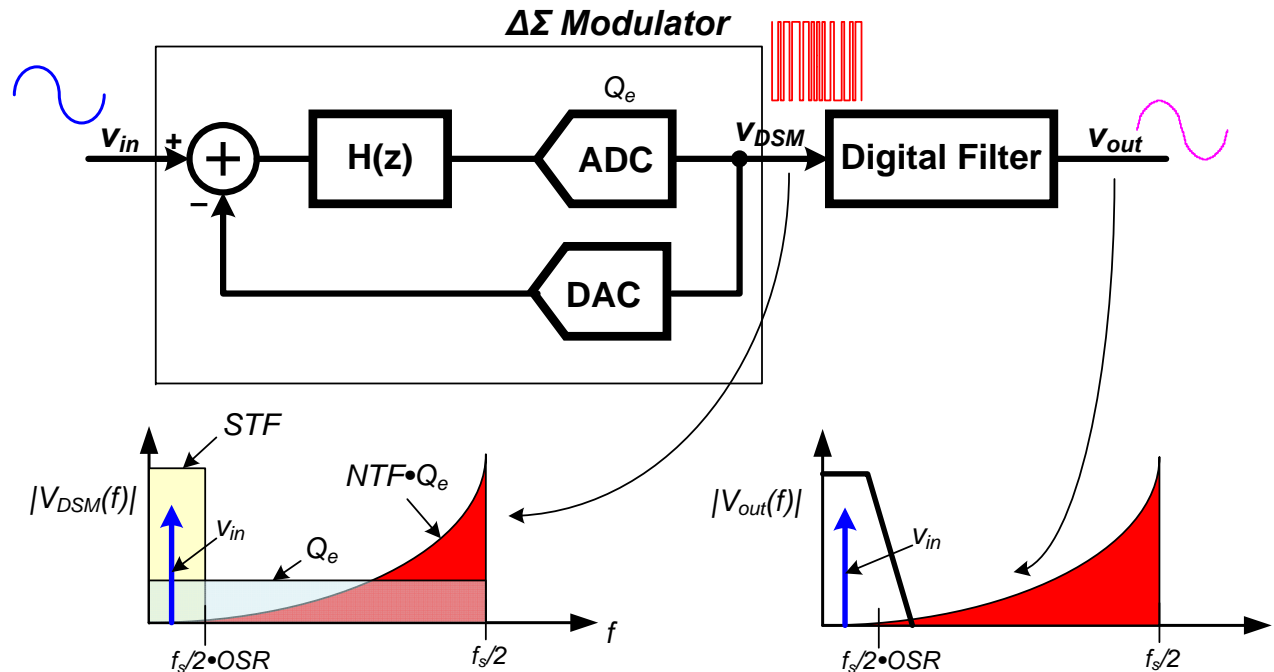 ΔΣ Modulator
Q_e
v_in
+
−
H(z)
ADC
v_DSM
Digital Filter
v_out
DAC
STF
|V_DSM(f)|
NTF•Q_e
v_in
Q_e
f_s/2•OSR
f_s/2
f
|V_out(f)|
v_in
f_s/2•OSR
f_s/2